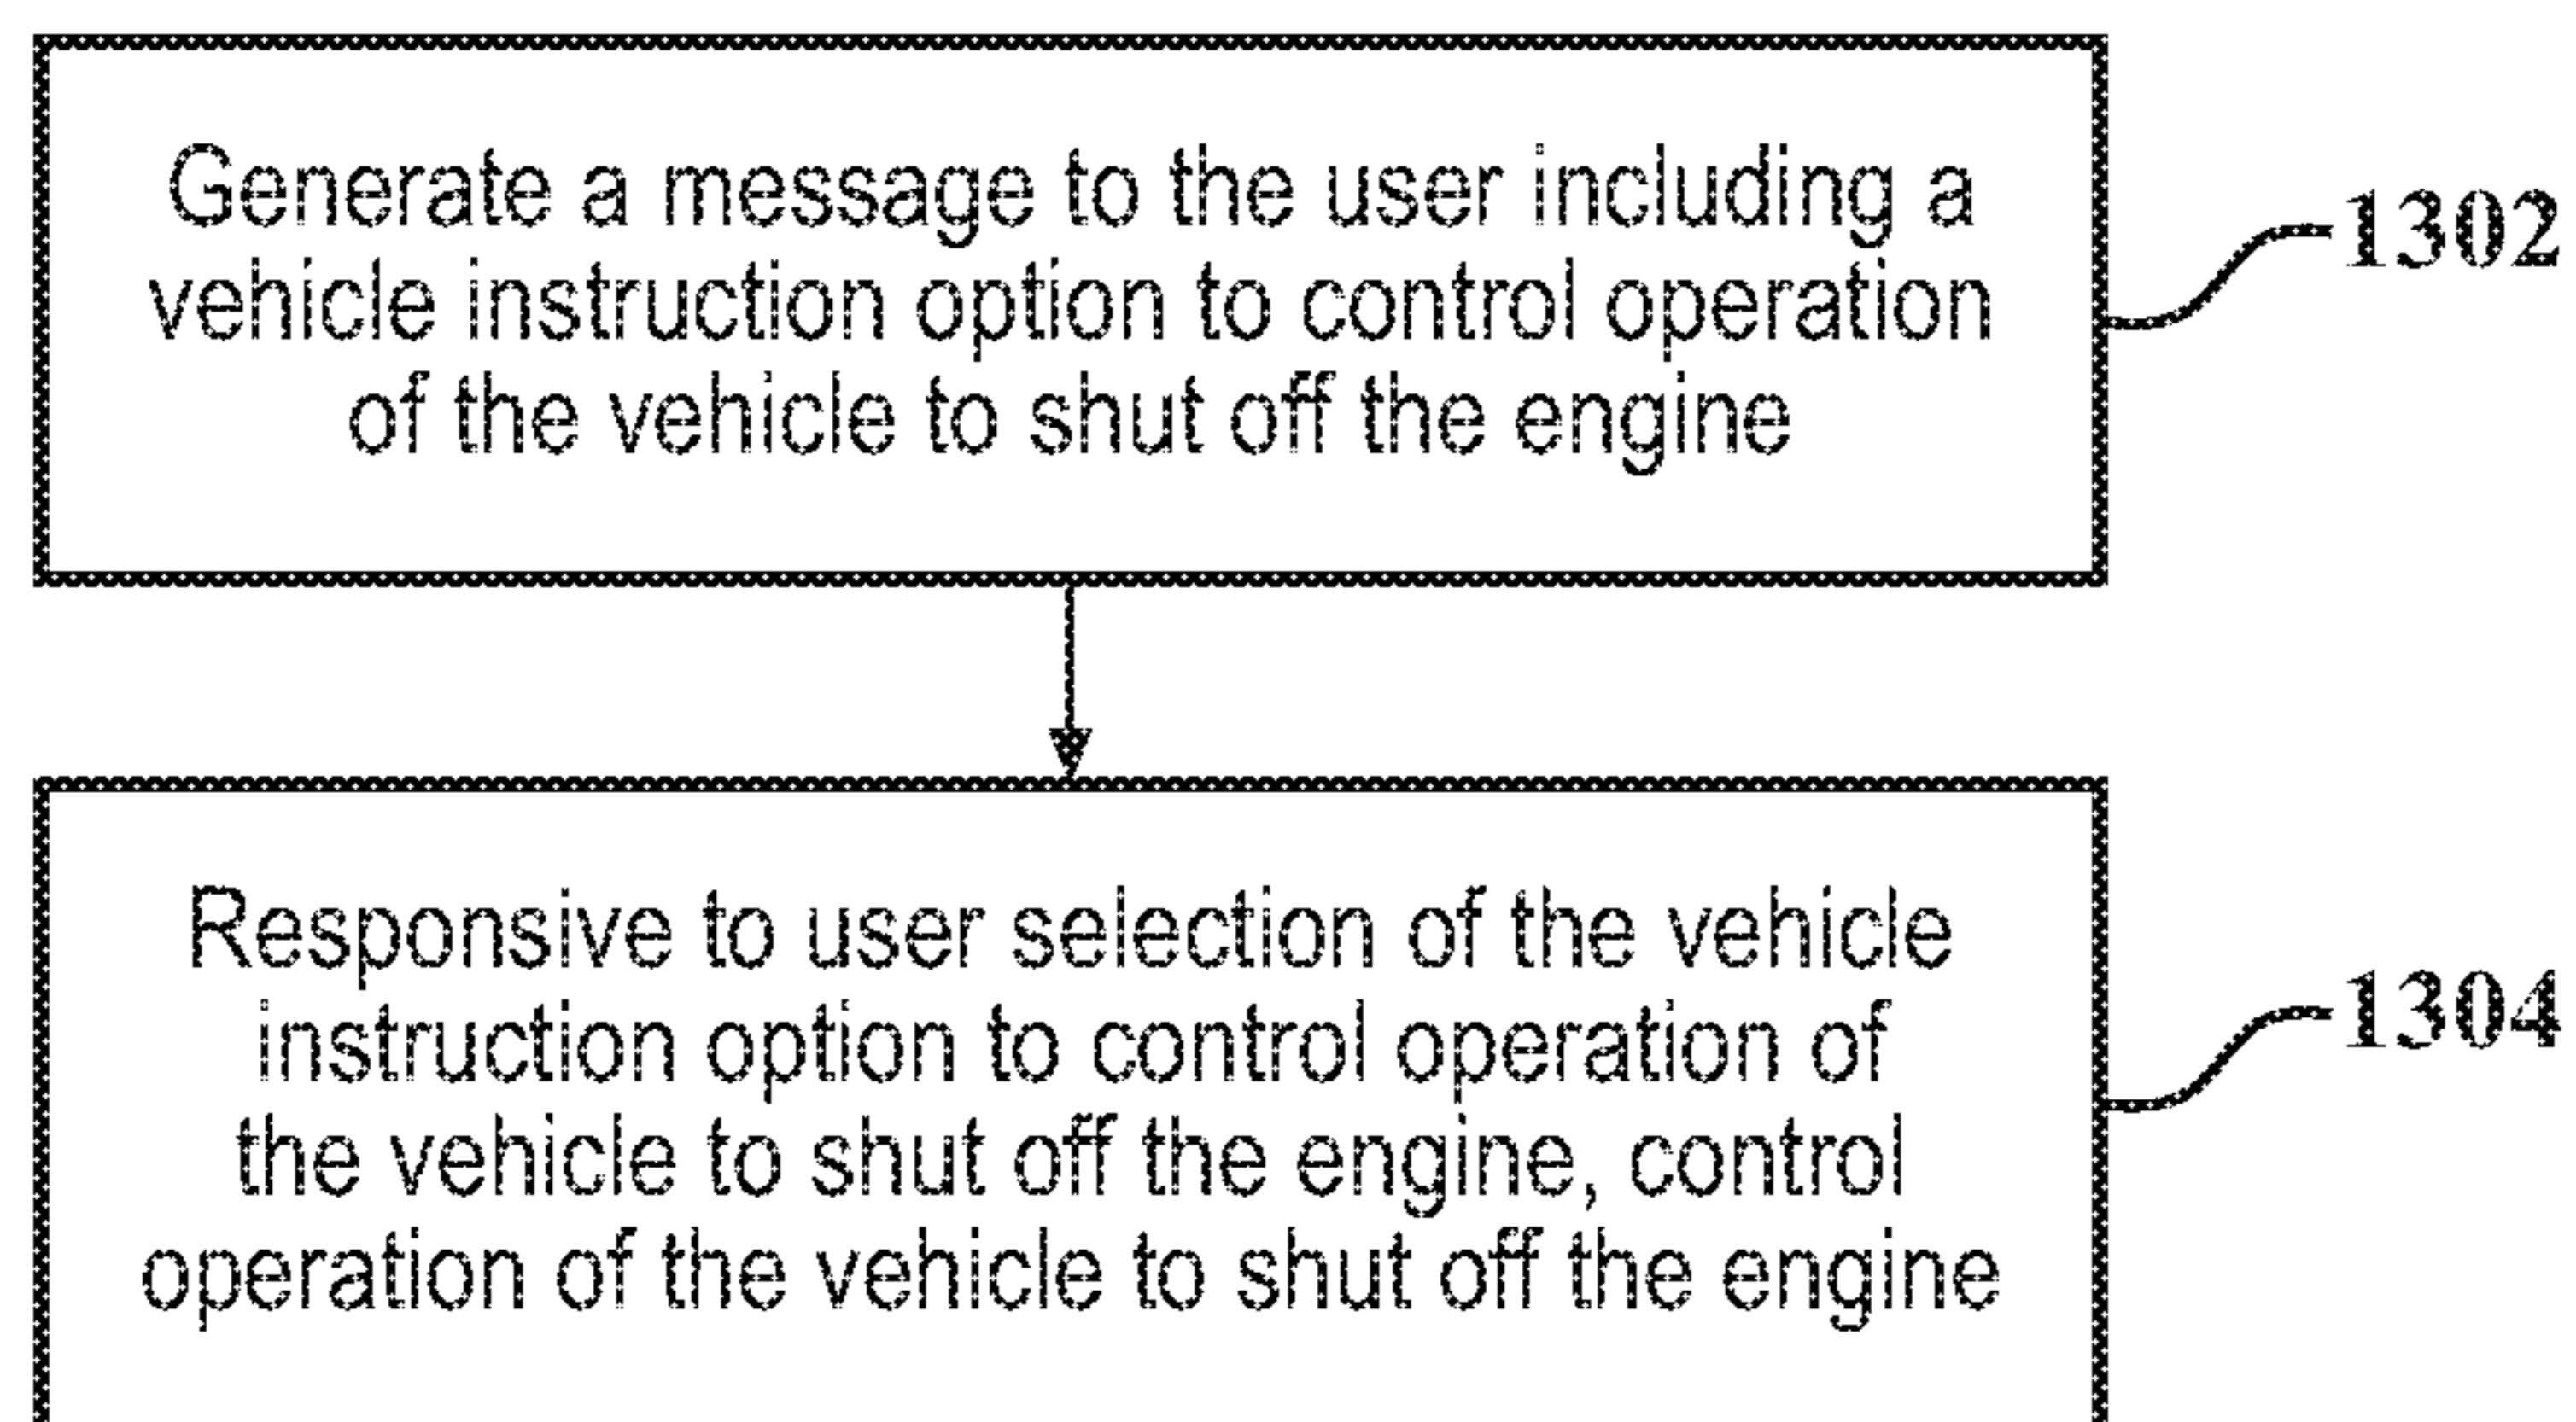 Generate a message to the user including a
vehicle instruction option to control operation
of the vehicle to shut off the engine
1302
Responsive to user selection of the vehicle
instruction option to control operation of
the vehicle to shut off the engine, control
operation of the vehicle to shut off the engine
1304